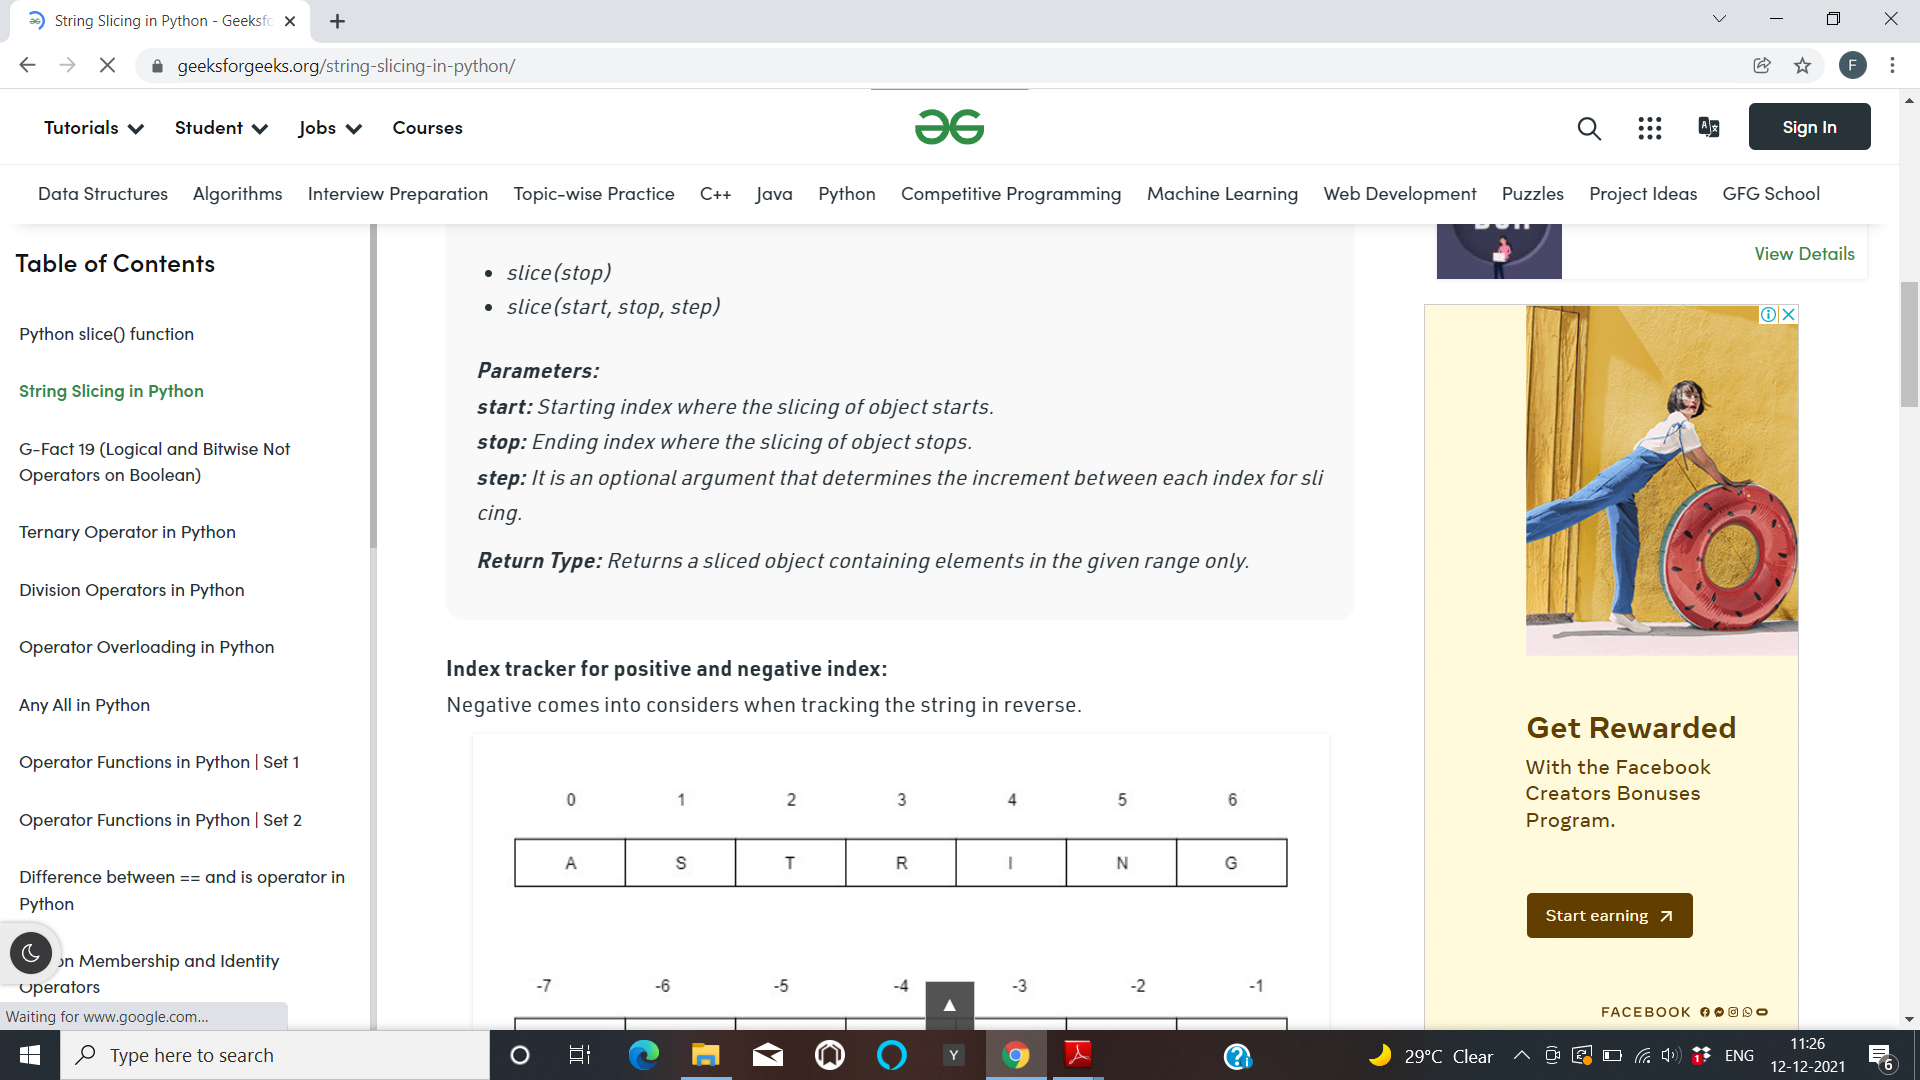 String Slicing in Python - Geeksfc
geeksforgeeks.org/string-slicing-in-python/
F
Tutorials
Student
Jobs
Courses
Sign In
Data Structures
Algorithms
Interview Preparation
Topic-wise Practice
C++
Java
Python
Competitive Programming
Machine Learning
Web Development
Puzzles
Project Ideas
GFG School
Table of Contents
Python slice() function
String Slicing in Python
G-Fact 19 (Logical and Bitwise Not
Operators on Boolean)
Ternary Operator in Python
Division Operators in Python
Operator Overloading in Python
Any All in Python
Operator Functions in Python | Set 1
Operator Functions in Python | Set 2
Difference between == and is operator in
Python
on Membership and Identity
Operators
Waiting for www.google.com...
• slice(stop)
• slice(start, stop, step)
Parameters:
start: Starting index where the slicing of object starts.
stop: Ending index where the slicing of object stops.
step: It is an optional argument that determines the increment between each index for sli
cing.
Return Type: Returns a sliced object containing elements in the given range only.
Index tracker for positive and negative index:
Negative comes into considers when tracking the string in reverse.
0 1 2 3 4 5 6
A S T R I N G
-7 -6 -5 -4 -3 -2 -1
View Details
Get Rewarded
With the Facebook
Creators Bonuses
Program.
Start earning
FACEBOOK
Type here to search
Y
29°C Clear
1
ENG
11:26
12-12-2021
6